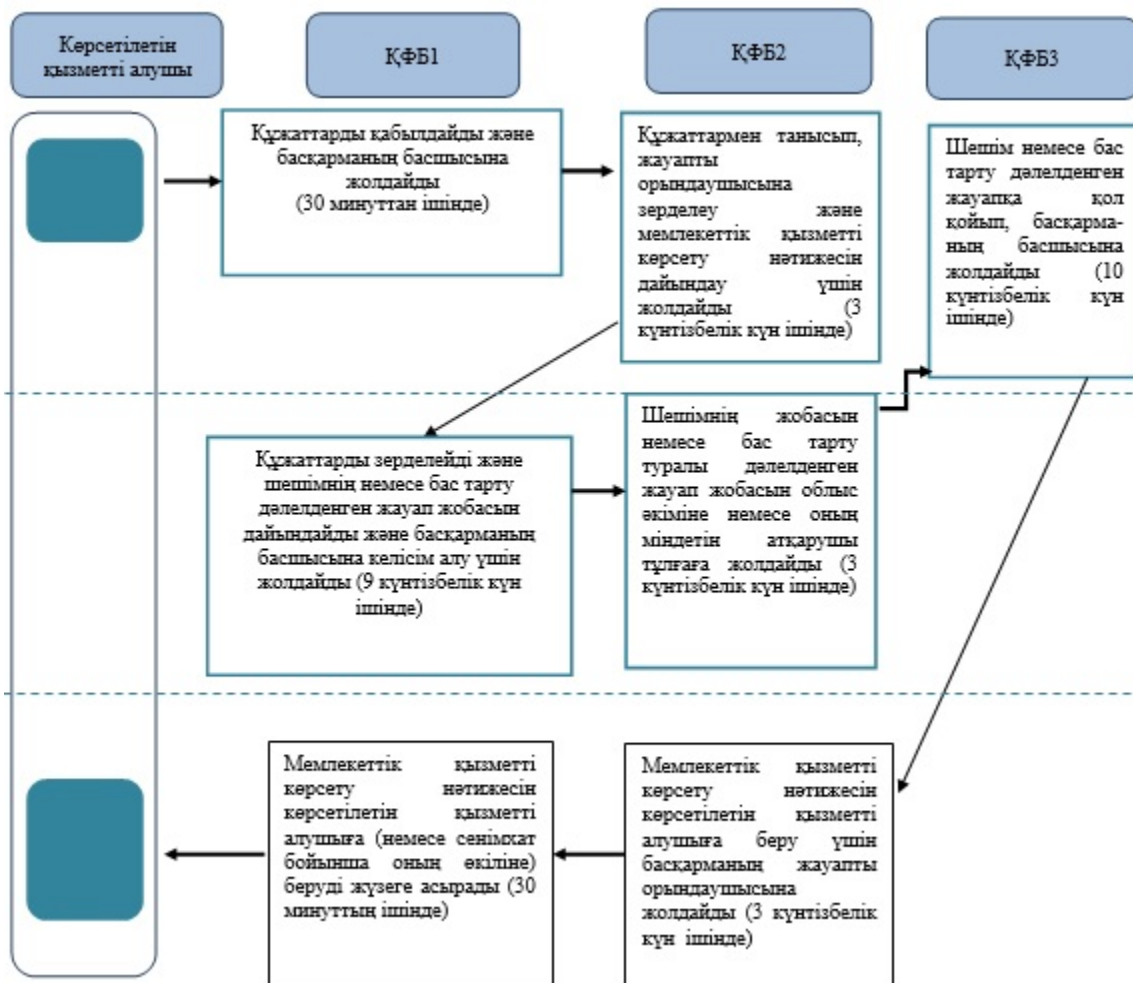 Көрсетілетін
қызметті алушы
ҚФБ1
ҚФБ2
ҚФБ3
Құжаттарды қабылдайды және
басқарманың басшысына
жолдайды
(30 минуттан ішінде)
Құжаттармен танысып,
жауапты
орындаушысына
зерделеу және
мемлекеттік қызметті
көрсету нәтижесін
дайындау үшін
жолдайды (3
күнтізбелік күн ішінде)
Шешім немесе бас
тарту дәлелденген
жауапқа қол
қойып, басқарма-
ның басшысына
жолдайды (10
күнтізбелік күн
ішінде)
Құжаттарды зерделейді және
шешімнің немесе бас тарту
дәлелденген жауап жобасын
дайындайды және басқарманың
басшысына келісім алу үшін
жолдайды (9 күнтізбелік күн
ішінде)
Шешімнің жобасын
немесе бас тарту
туралы дәлелденген
жауап жобасын облыс
әкіміне немесе оның
міндетін атқарушы
тұлғаға жолдайды (3
күнтізбелік күн ішінде)
Мемлекеттік қызметті
көрсету нәтижесін
көрсетілетін қызметті
алушыға (немесе сенімхат
бойынша оның өкіліне)
беруді жүзеге асырады (30
минуттың ішінде)
Мемлекеттік қызметті
көрсету нәтижесін
көрсетілетін қызметті
алушыға беру үшін
басқарманың жауапты
орындаушысына
жолдайды (3 күнтізбелік
күн ішінде)